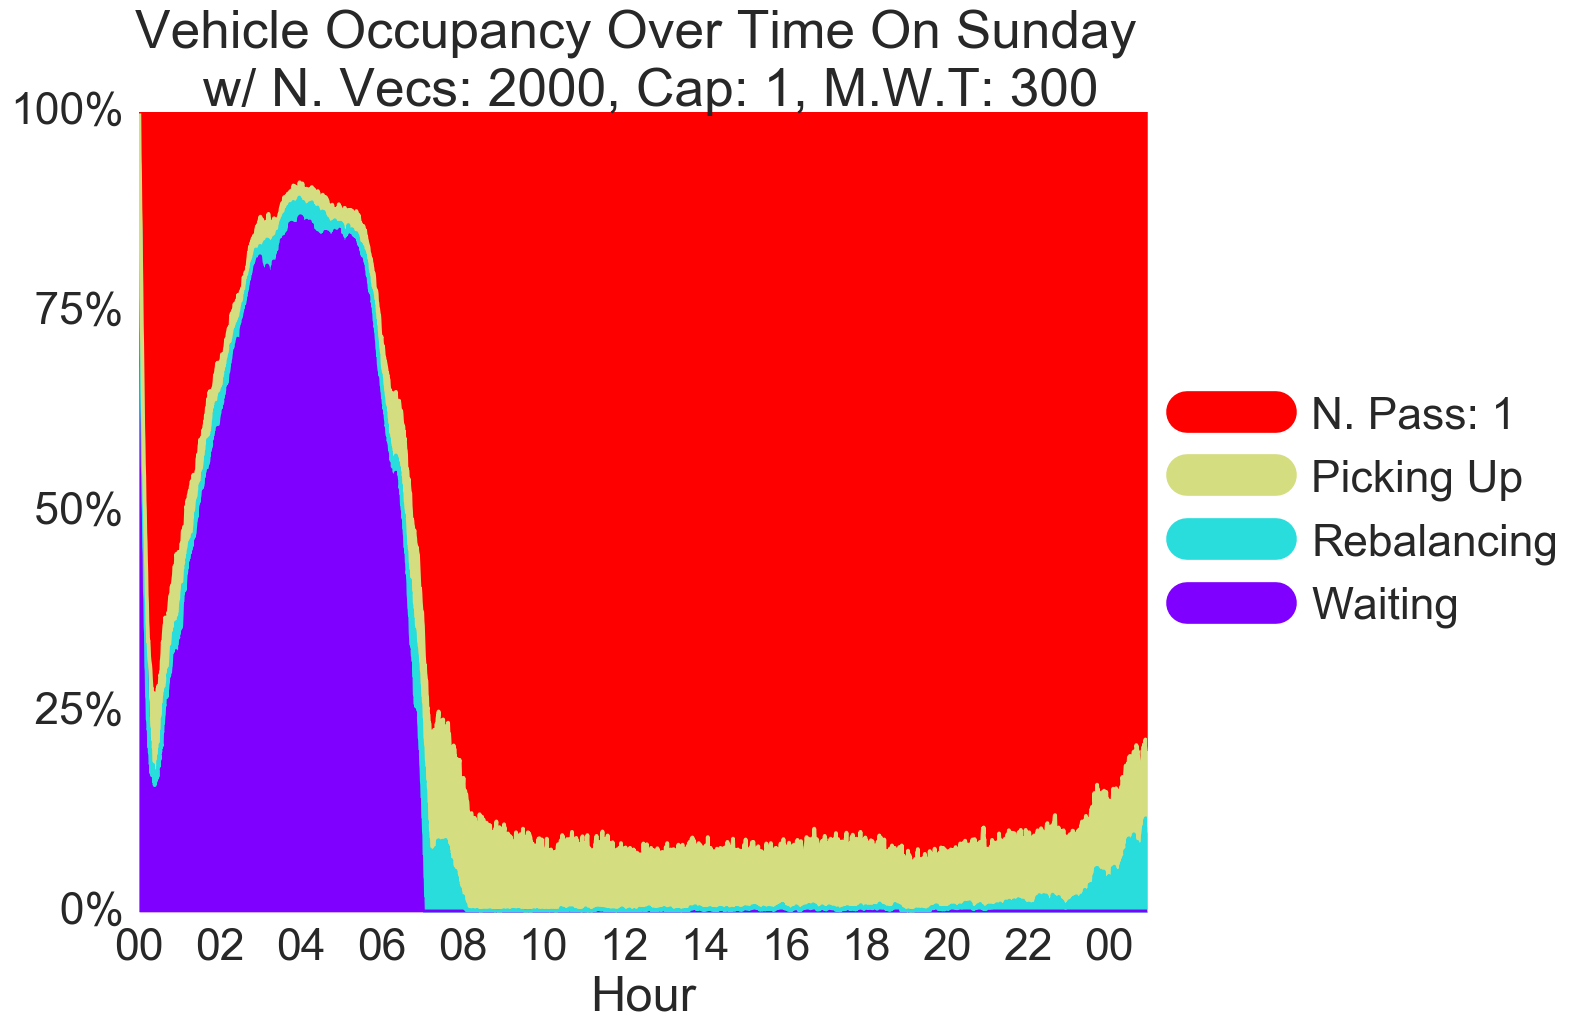 Vehicle Occupancy Over Time On Sunday
w/ N. Vecs: 2000, Cap: 1, M.W.T: 300
100%
75%
50%
25%
0%
00 02 04 06 08 10 12 14 16 18 20 22 00
Hour
N. Pass: 1
Picking Up
Rebalancing
Waiting